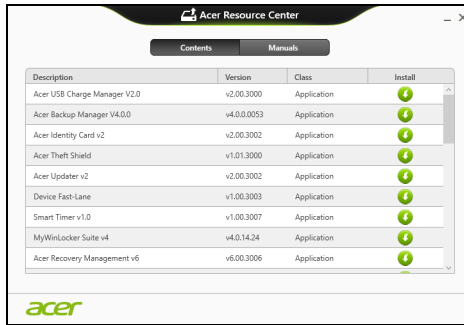 Acer Resource Center
Contents Manuals
Description Version Class Install
Acer USB Charge Manager V2.0 v2.00.3000 Application
Acer Backup Manager V4.0.0 v4.0.0.0053 Application
Acer Identity Card v2 v2.00.3002 Application
Acer Theft Shield v1.01.3000 Application
Acer Updater v2 v2.00.3002 Application
Device Fast-Lane v1.00.3003 Application
Smart Timer v1.0 v1.00.3007 Application
MyWinLocker Suite v4 v4.0.14.24 Application
Acer Recovery Management v6 v6.00.3006 Application
acer